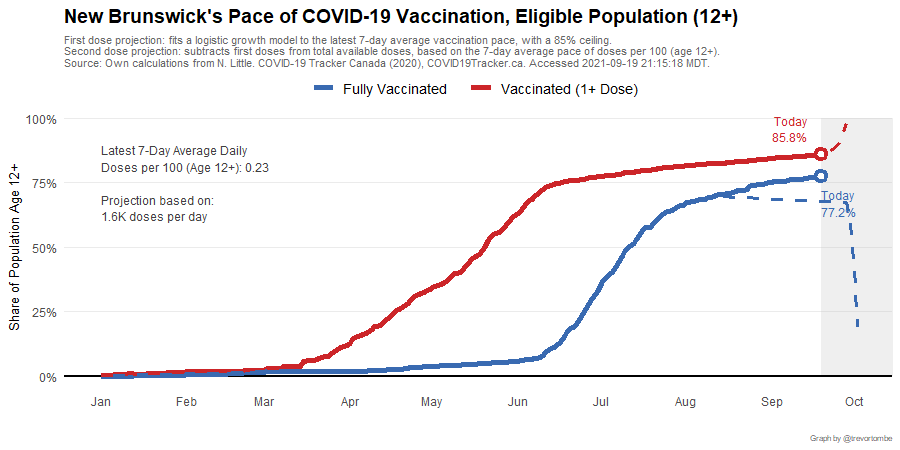 New Brunswick's Pace of COVID-19 Vaccination, Eligible Population (12+)
First dose projection: fits a logistic growth model to the latest 7-day average vaccination pace, with a 85% ceiling.
Second dose projection: subtracts first doses from total available doses, based on the 7-day average pace of doses per 100 (age 12+).
Source: Own calculations from N. Little. COVID-19 Tracker Canada (2020), COVID19Tracker.ca. Accessed 2021-09-19 21:15:18 MDT.
Fully Vaccinated
Vaccinated (1+ Dose)
Share of Population Age 12+
100%
75%
50%
25%
0%
Latest 7-Day Average Daily
Doses per 100 (Age 12+): 0.23
Projection based on:
1.6K doses per day
Today
85.8%
Today
77.2%
Jan
Feb
Mar
Apr
May
Jun
Jul
Aug
Sep
Oct
Graph by @trevortombe